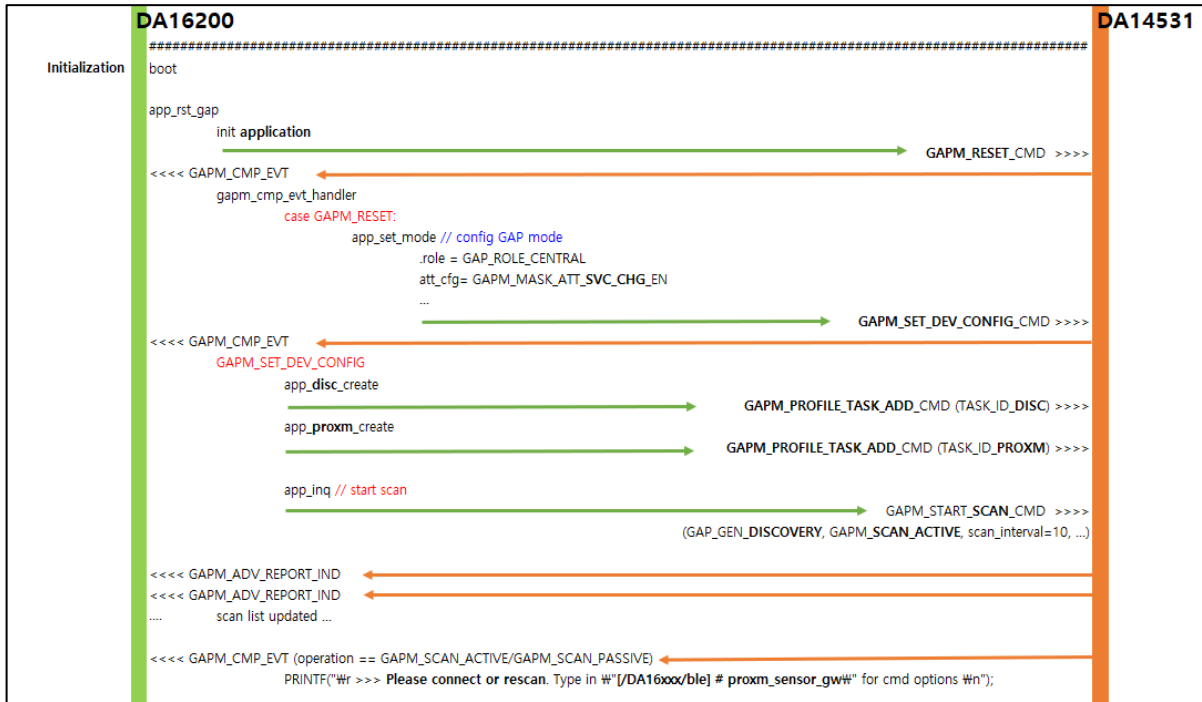 DA16200 DA14531
########################################################################################################################
Initialization boot
app_rst_gap
init application
GAPM_RESET_CMD >>>>
<<<< GAPM_CMP_EVT
gapm_cmp_evt_handler
case GAPM_RESET:
app_set_mode // config GAP mode
.role = GAP_ROLE_CENTRAL
att_cfg= GAPM_MASK_ATT_SVC_CHG_EN
...
GAPM_SET_DEV_CONFIG_CMD >>>>
<<<< GAPM_CMP_EVT
GAPM_SET_DEV_CONFIG
app_disc_create
GAPM_PROFILE_TASK_ADD_CMD (TASK_ID_DISC) >>>>
app_proxm_create
GAPM_PROFILE_TASK_ADD_CMD (TASK_ID_PROXM) >>>>
app_inq // start scan
GAPM_START_SCAN_CMD >>>>
(GAP_GEN_DISCOVERY, GAPM_SCAN_ACTIVE, scan_interval=10, ...)
<<<< GAPM_ADV_REPORT_IND
<<<< GAPM_ADV_REPORT_IND
.... scan list updated ...
<<<< GAPM_CMP_EVT (operation == GAPM_SCAN_ACTIVE/GAPM_SCAN_PASSIVE)
PRINTF("₩r >>> Please connect or rescan. Type in ₩"[/DA16xxx/ble] # proxm_sensor_gw₩" for cmd options ₩n");